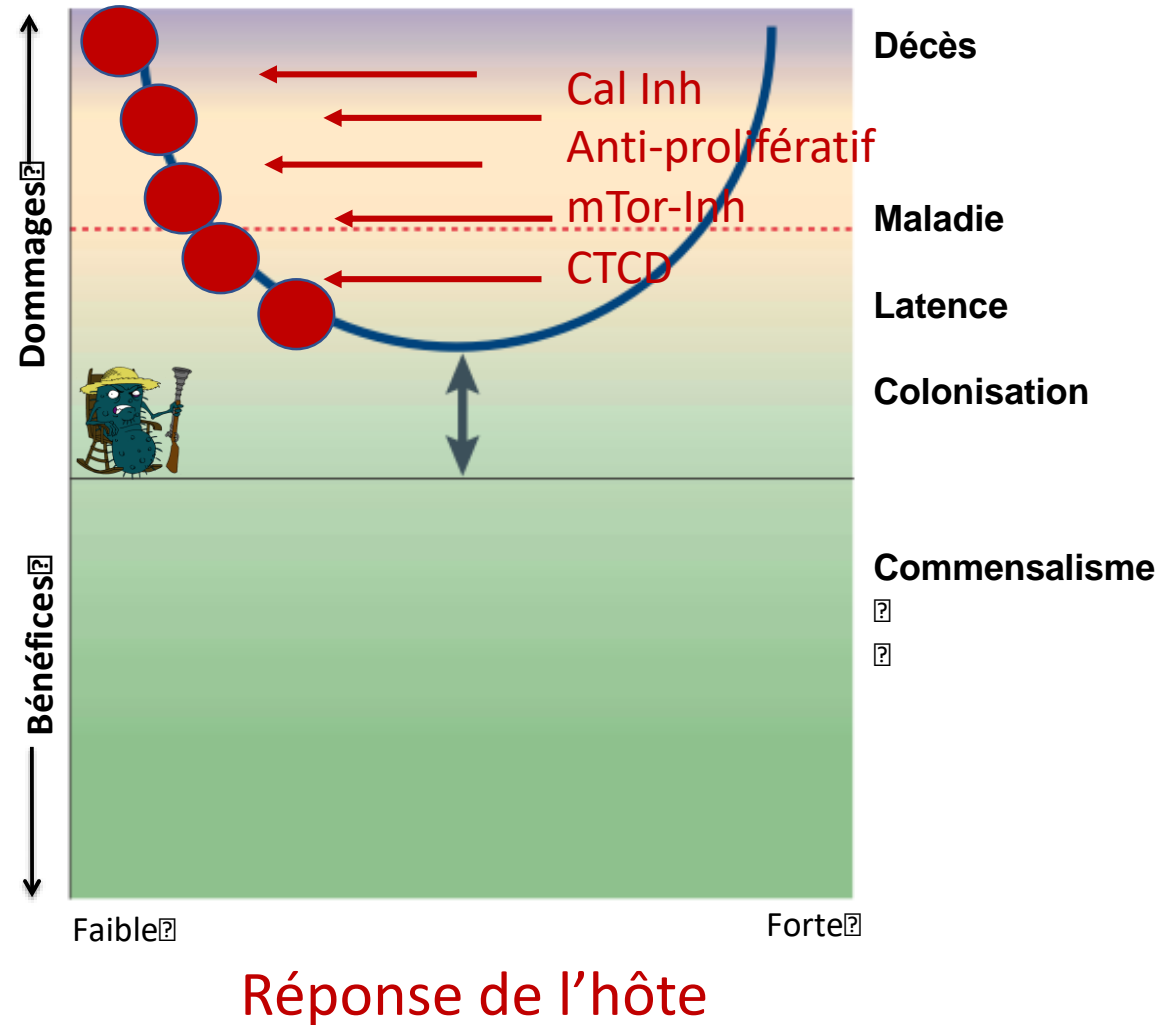 Dommages
Bénéfices
Décès
Cal Inh
Anti-prolifératif
mTor-Inh
CTCD
Maladie
Latence
Colonisation
Commensalisme
Faible
Forte
Réponse de l’hôte